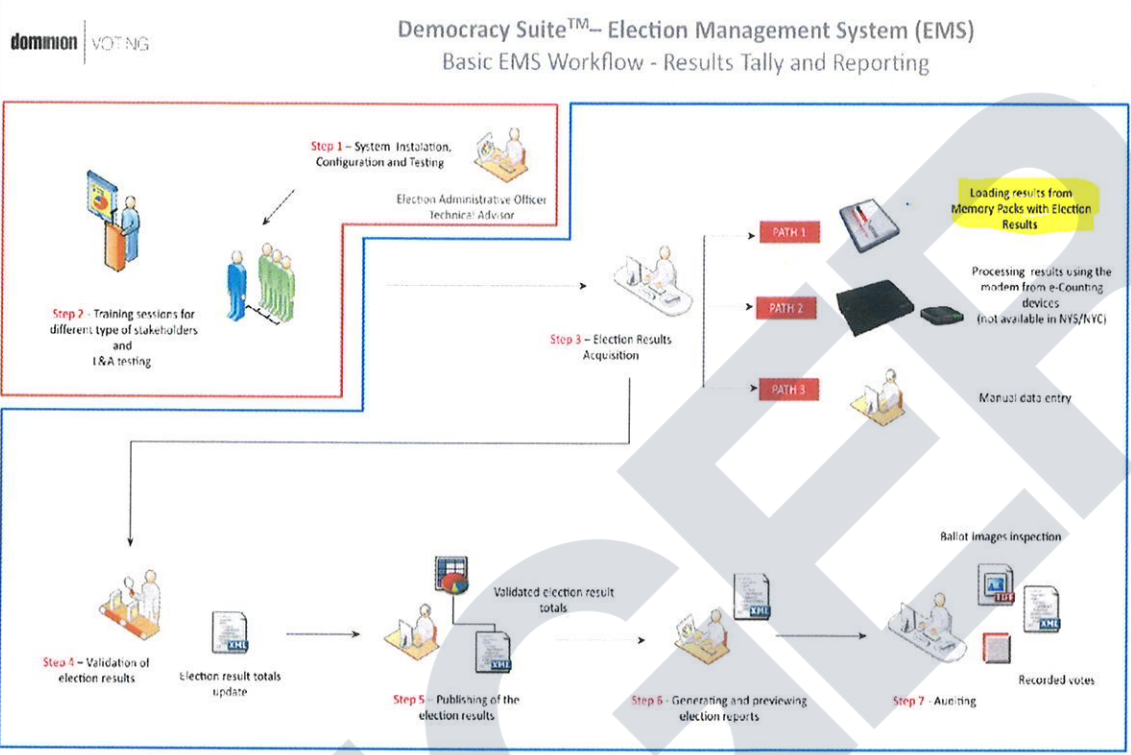 dominion VOTING
Democracy Suite™– Election Management System (EMS)
Basic EMS Workflow - Results Tally and Reporting
Step 1 – System Instalation,
Configuration and Testing
Election Administrative Officer
Technical Advisor
Step 2 - Training sessions for
different type of stakeholders
and
L&A testing
Step 3 – Election Results
Acquisition
PATH 1
Loading results from
Memory Packs with Election
Results
PATH 2
Processing results using the
modem from e-Counting
devices
(not available in NYS/NYC)
PATH 3
Manual data entry
Step 4 – Validation of
election results
XML
Election result totals
update
Step 5 – Publishing of the
election results
XML
Validated election result
totals
XML
Step 6 - Generating and previewing
election reports
Ballot images inspection
TIFF
XML
Recorded votes
Step 7 - Auditing